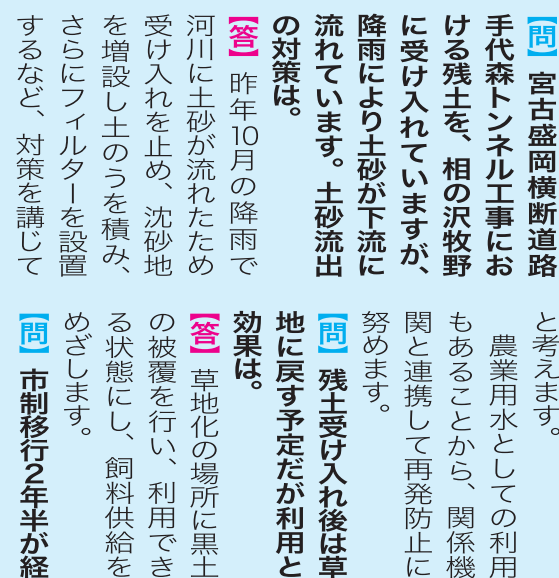 【問】宮古盛岡横断道路
手代森トンネル工事にお
ける残土を、相の沢牧野
に受け入れていますが、
降雨により土砂が下流に
流れています。土砂流出
の対策は。
【答】昨年10月の降雨で
河川に土砂が流れたため
受け入れを止め、沈砂地
を増設し土のうを積み、
さらにフィルターを設置
するなど、対策を講じて
と考えます。
農業用水としての利用
もあることから、関係機
関と連携して再発防止に
努めます。
【問】残土受け入れ後は草
地に戻す予定だが利用と
効果は。
【答】草地化の場所に黒土
の被覆を行い、利用でき
る状態にし、飼料供給を
めざします。
【問】市制移行2年半が経